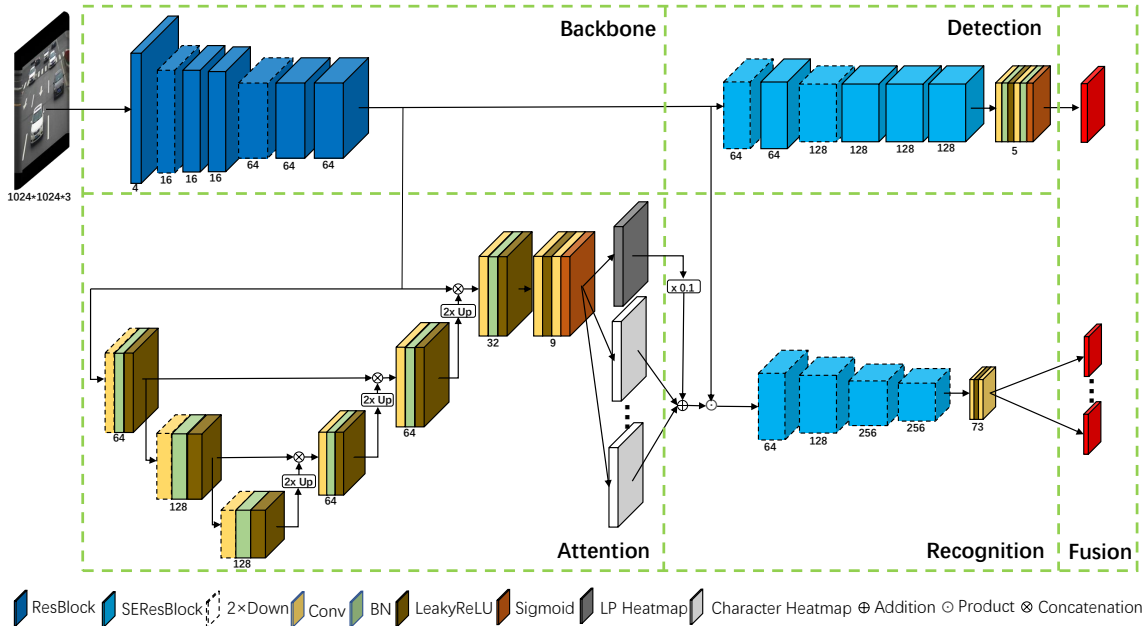 Backbone
Detection
1024*1024*3
4
16
16
16
64
64
64
64
64
128
128
128
128
5
x 0.1
2x Up
32
9
2x Up
64
64
2x Up
128
64
128
64
128
256
256
73
Attention
Recognition
Fusion
ResBlock
SEResBlock
2×Down
Conv
BN
LeakyReLU
Sigmoid
LP Heatmap
Character Heatmap
Addition
Product
Concatenation